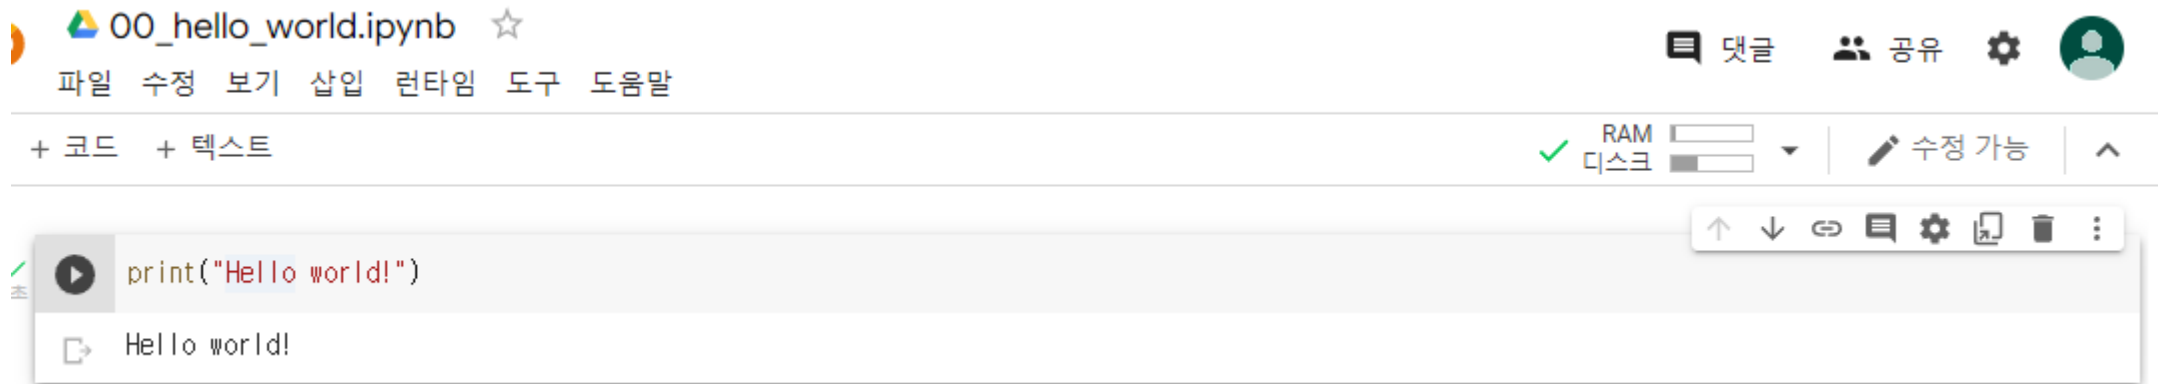 00_hello_world.ipynb
댓글 공유
파일 수정 보기 삽입 런타임 도구 도움말
+ 코드 + 텍스트
RAM
디스크
수정 가능
print("Hello world!")
초
Hello world!